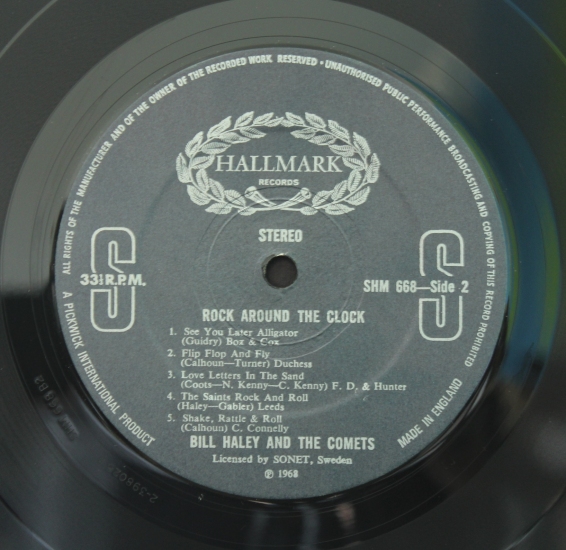 ALL RIGHTS OF THE MANUFACTURER AND OF THE OWNER OF THE RECORDED WORK RESERVED • UNAUTHORISED PUBLIC PERFORMANCE BROADCASTING AND COPYING OF THIS RECORD PROHIBITED
HALLMARK
RECORDS
STEREO
S
S
33⅓ R.P.M.
SHM 668—Side 2
ROCK AROUND THE CLOCK
1. See You Later Alligator
(Guidry) Box & Cox
2. Flip Flop And Fly
(Calhoun—Turner) Duchess
3. Love Letters In The Sand
(Coots—N. Kenny—C. Kenny) F. D. & Hunter
4. The Saints Rock And Roll
(Haley—Gabler) Leeds
5. Shake, Rattle & Roll
(Calhoun) C. Connelly
BILL HALEY AND THE COMETS
Licensed by SONET, Sweden
℗ 1968
A PICKWICK INTERNATIONAL PRODUCT
MADE IN ENGLAND